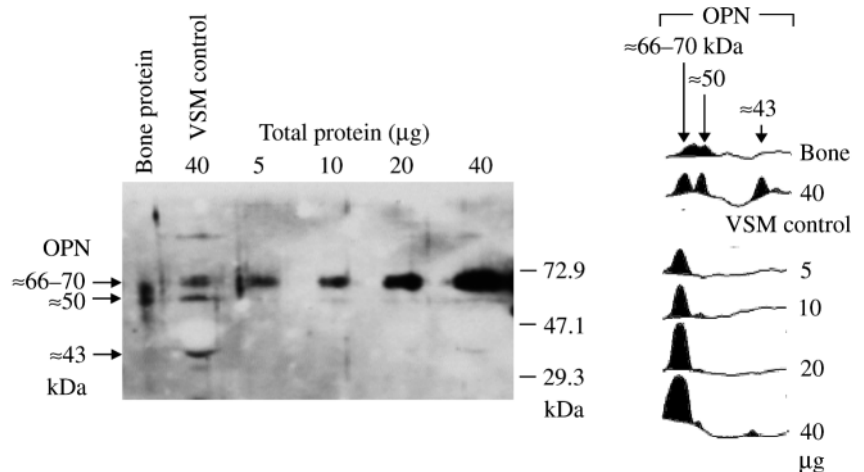 Bone protein
VSM control
Total protein (μg)
40 5 10 20 40
OPN
≈66–70
≈50
≈43
kDa
72.9
47.1
29.3
kDa
OPN
≈66–70 kDa
≈50
≈43
Bone
40
VSM control
5
10
20
40
μg